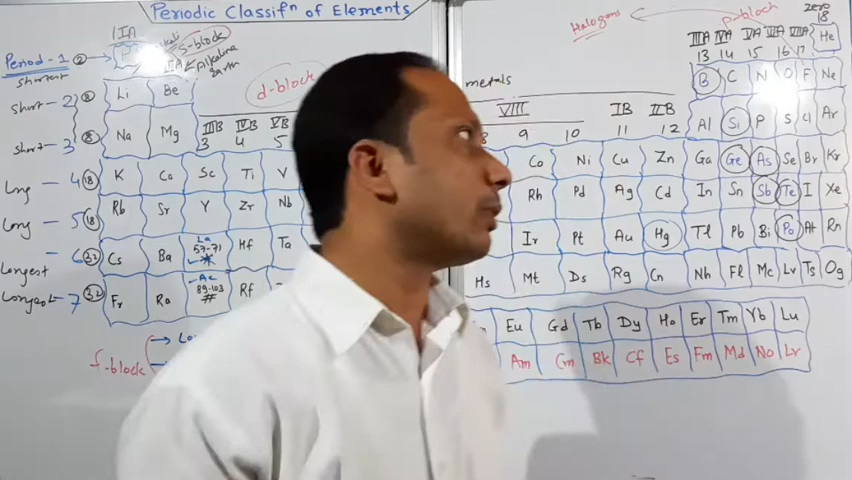 Periodic Classifⁿ of Elements
IA
S-block
IIA Alkaline earth
Period - 1 2
shortest
short - 2 8
short - 3 8
Long - 4 18
Long - 5 18
Longest - 6 32
Longest - 7 32
d-block
metals
Halogens
p-block
zero
18
IIIA IVA VA VIA VIIA
13 14 15 16 17
He
Li Be
B C N O F Ne
IIIB IVB VB
3 4 5
VIII
8 9 10
IB IIB
11 12
Na Mg
Al Si P S Cl Ar
K Ca Sc Ti V
Co Ni Cu Zn Ga Ge As Se Br Kr
Rb Sr Y Zr Nb
Rh Pd Ag Cd In Sn Sb Te I Xe
Cs Ba La 57-71 * Hf Ta
Ir Pt Au Hg Tl Pb Bi Po At Rn
Fr Ra Ac 89-103 # Rf
Hs Mt Ds Rg Cn Nh Fl Mc Lv Ts Og
f-block
Eu Gd Tb Dy Ho Er Tm Yb Lu
Am Cm Bk Cf Es Fm Md No Lr